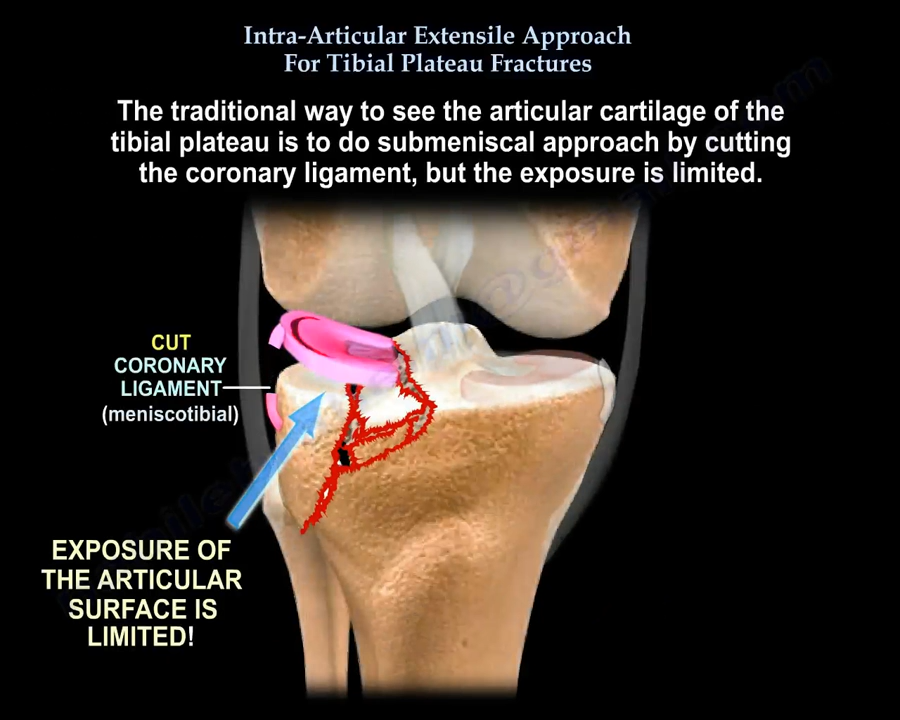 Intra-Articular Extensile Approach
For Tibial Plateau Fractures
The traditional way to see the articular cartilage of the
tibial plateau is to do submeniscal approach by cutting
the coronary ligament, but the exposure is limited.
CUT
CORONARY
LIGAMENT
(meniscotibial)
EXPOSURE OF
THE ARTICULAR
SURFACE IS
LIMITED!